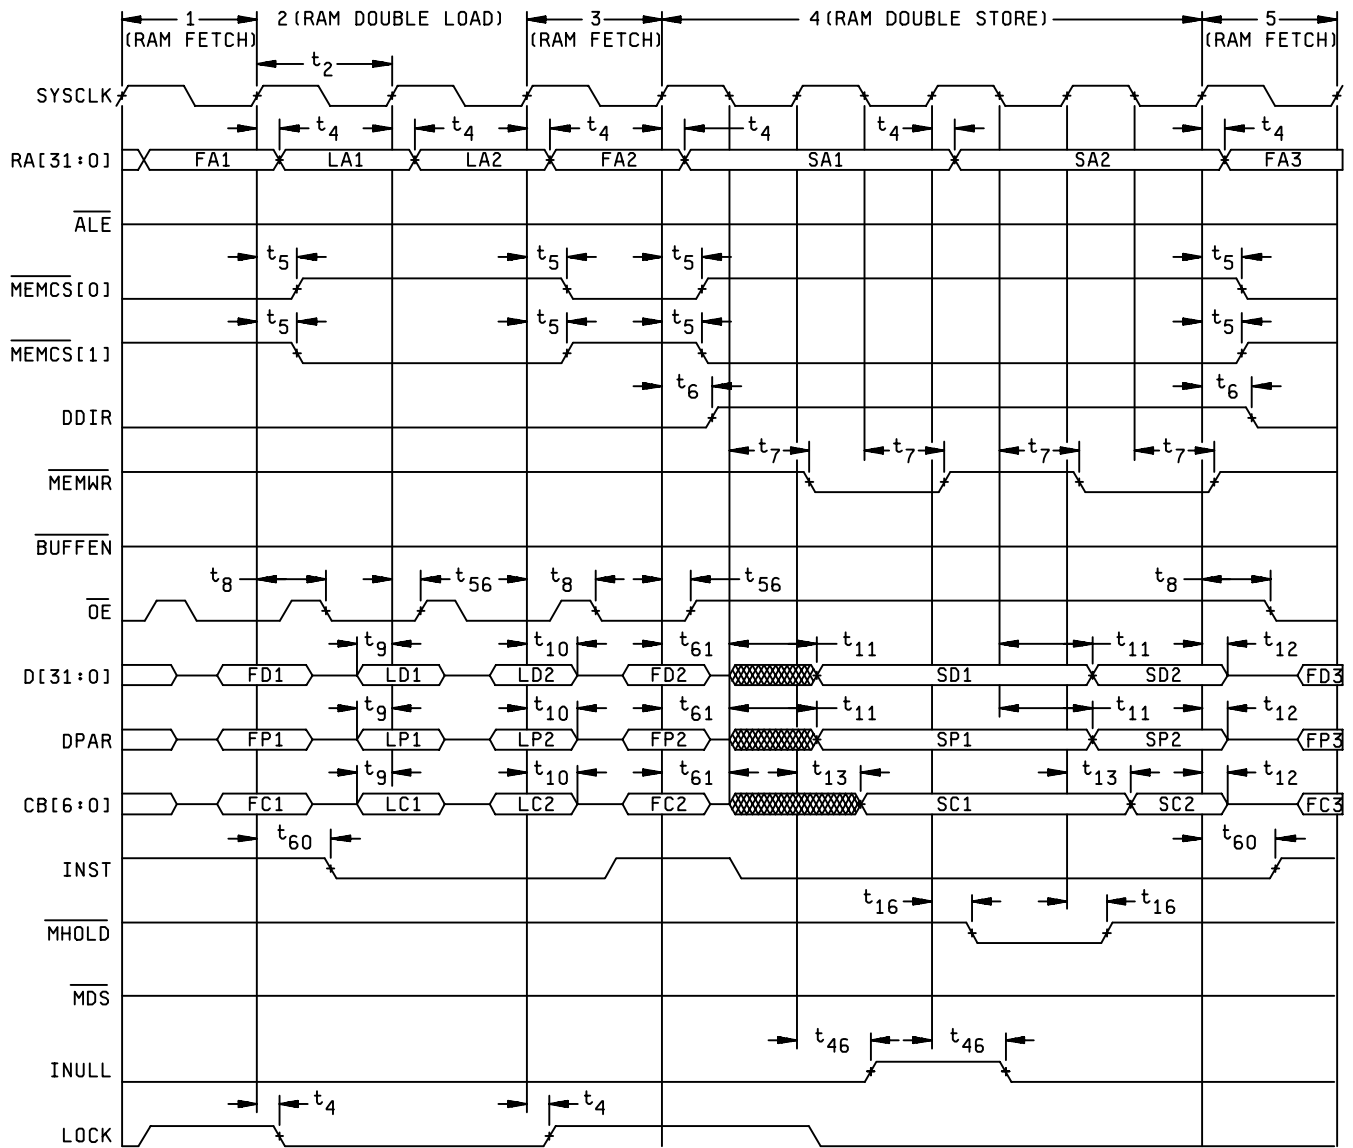 1 2(RAM DOUBLE LOAD) 3 4(RAM DOUBLE STORE) 5
(RAM FETCH) (RAM FETCH) (RAM FETCH)
t2
SYSCLK
t4 t4 t4 t4 t4 t4
RA[31:0] FA1 LA1 LA2 FA2 SA1 SA2 FA3
ALE
t5 t5 t5 t5
MEMCS[0]
t5 t5 t5 t5
MEMCS[1]
t6 t6
DDIR
t7 t7 t7 t7
MEMWR
BUFFEN
t8 t56 t8 t56 t8
OE
t9 t10 t61 t11 t11 t12
D[31:0] FD1 LD1 LD2 FD2 SD1 SD2 FD3
t9 t10 t61 t11 t11 t12
DPAR FP1 LP1 LP2 FP2 SP1 SP2 FP3
t9 t10 t61 t13 t13 t12
CB[6:0] FC1 LC1 LC2 FC2 SC1 SC2 FC3
t60 t60
INST
t16 t16
MHOLD
MDS
t46 t46
INULL
t4 t4
LOCK